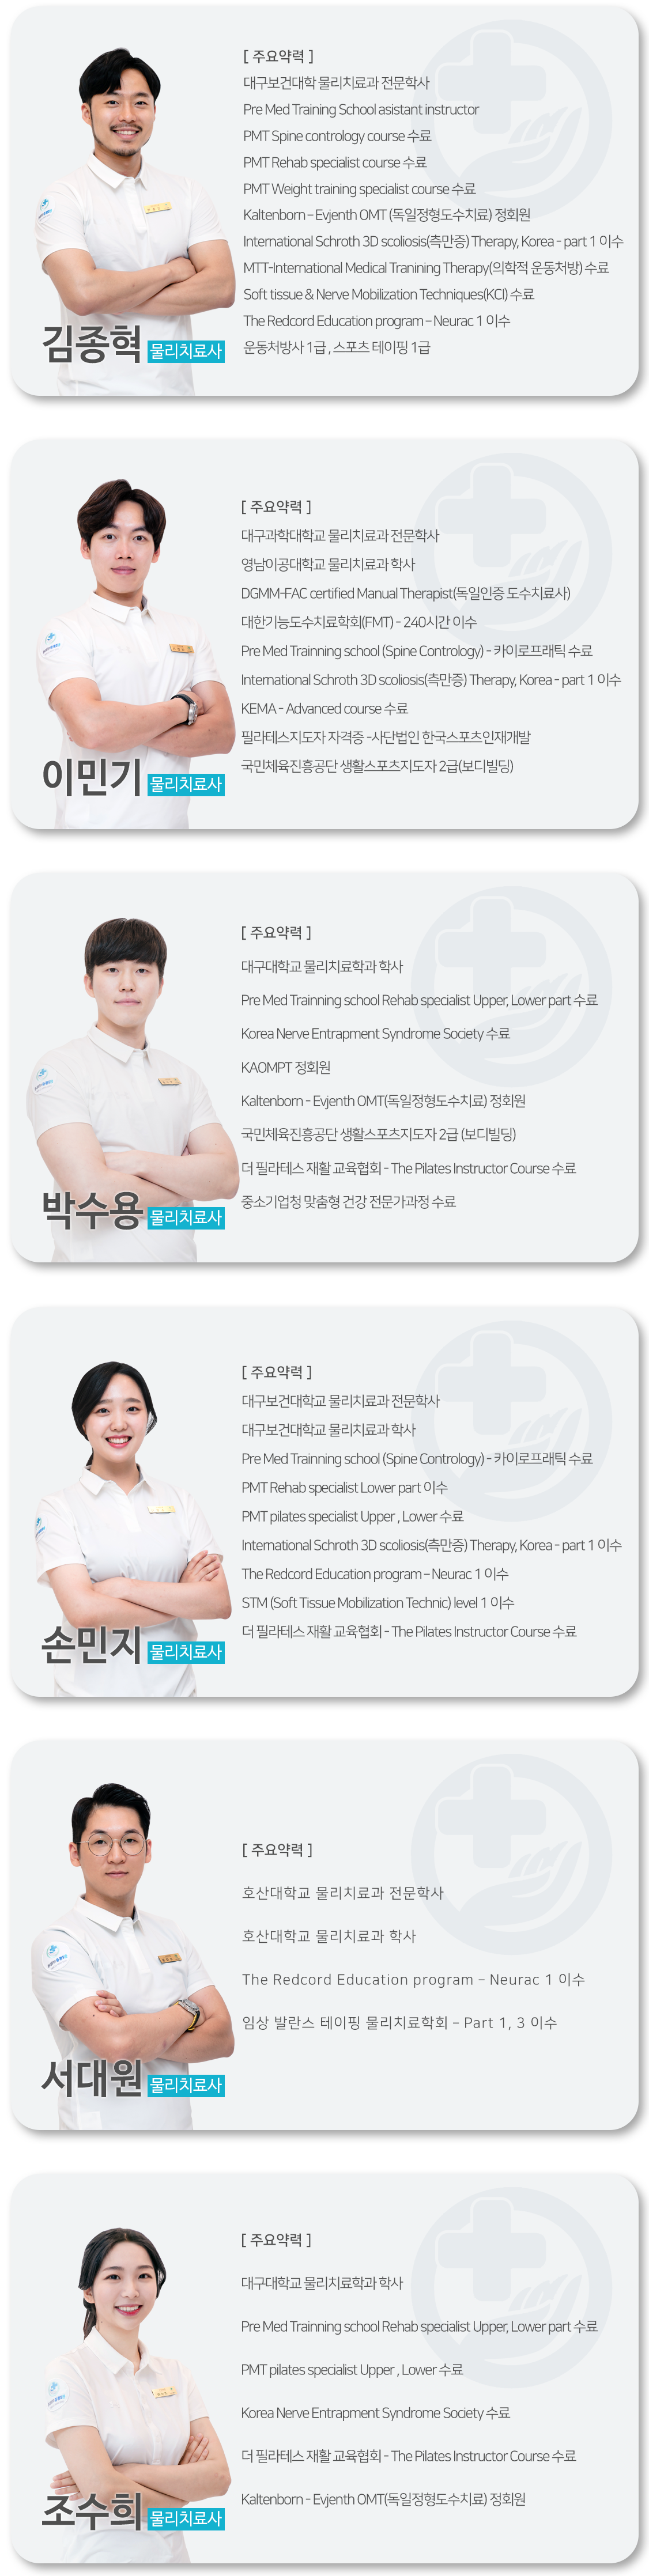 [ 주요약력 ]
대구보건대학 물리치료과 전문학사
Pre Med Training School asistant instructor
PMT Spine contrology course 수료
PMT Rehab specialist course 수료
PMT Weight training specialist course 수료
Kaltenborn – Evjenth OMT (독일정형도수치료) 정회원
International Schroth 3D scoliosis(측만증) Therapy, Korea - part 1 이수
MTT-International Medical Tranining Therapy(의학적 운동처방) 수료
Soft tissue & Nerve Mobilization Techniques(KCI) 수료
The Redcord Education program – Neurac 1 이수
운동처방사 1급 , 스포츠 테이핑 1급
김종혁 물리치료사
[ 주요약력 ]
대구과학대학교 물리치료과 전문학사
영남이공대학교 물리치료과 학사
DGMM-FAC certified Manual Therapist(독일인증 도수치료사)
대한기능도수치료학회(FMT) - 240시간 이수
Pre Med Trainning school (Spine Contrology) - 카이로프래틱 수료
International Schroth 3D scoliosis(측만증) Therapy, Korea - part 1 이수
KEMA - Advanced course 수료
필라테스지도자 자격증 -사단법인 한국스포츠인재개발
국민체육진흥공단 생활스포츠지도자 2급(보디빌딩)
이민기 물리치료사
[ 주요약력 ]
대구대학교 물리치료학과 학사
Pre Med Trainning school Rehab specialist Upper, Lower part 수료
Korea Nerve Entrapment Syndrome Society 수료
KAOMPT 정회원
Kaltenborn - Evjenth OMT(독일정형도수치료) 정회원
국민체육진흥공단 생활스포츠지도자 2급 (보디빌딩)
더 필라테스 재활 교육협회 - The Pilates Instructor Course 수료
중소기업청 맞춤형 건강 전문가과정 수료
박수용 물리치료사
[ 주요약력 ]
대구보건대학교 물리치료과 전문학사
대구보건대학교 물리치료과 학사
Pre Med Trainning school (Spine Contrology) - 카이로프래틱 수료
PMT Rehab specialist Lower part 이수
PMT pilates specialist Upper , Lower 수료
International Schroth 3D scoliosis(측만증) Therapy, Korea - part 1 이수
The Redcord Education program – Neurac 1 이수
STM (Soft Tissue Mobilization Technic) level 1 이수
더 필라테스 재활 교육협회 - The Pilates Instructor Course 수료
손민지 물리치료사
[ 주요약력 ]
호산대학교 물리치료과 전문학사
호산대학교 물리치료과 학사
The Redcord Education program – Neurac 1 이수
임상 발란스 테이핑 물리치료학회 – Part 1, 3 이수
서대원 물리치료사
[ 주요약력 ]
대구대학교 물리치료학과 학사
Pre Med Trainning school Rehab specialist Upper, Lower part 수료
PMT pilates specialist Upper , Lower 수료
Korea Nerve Entrapment Syndrome Society 수료
더 필라테스 재활 교육협회 - The Pilates Instructor Course 수료
Kaltenborn - Evjenth OMT(독일정형도수치료) 정회원
조수희 물리치료사